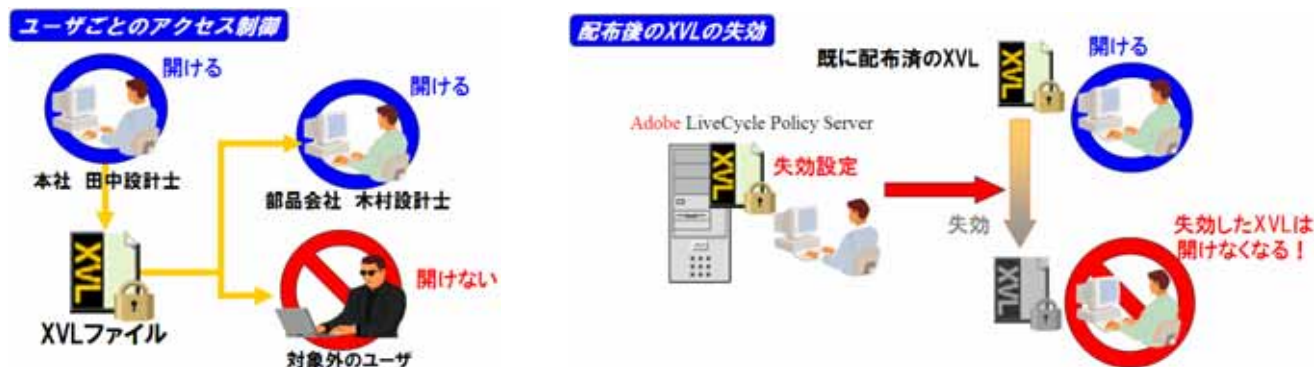 ユーザごとのアクセス制御
開ける
本社 田中設計士
開ける
部品会社 木村設計士
XVL
XVLファイル
開けない
対象外のユーザ
配布後のXVLの失効
既に配布済のXVL
XVL
開ける
Adobe LiveCycle Policy Server
XVL
失効設定
失効
XVL
失効したXVLは
開けなくなる！